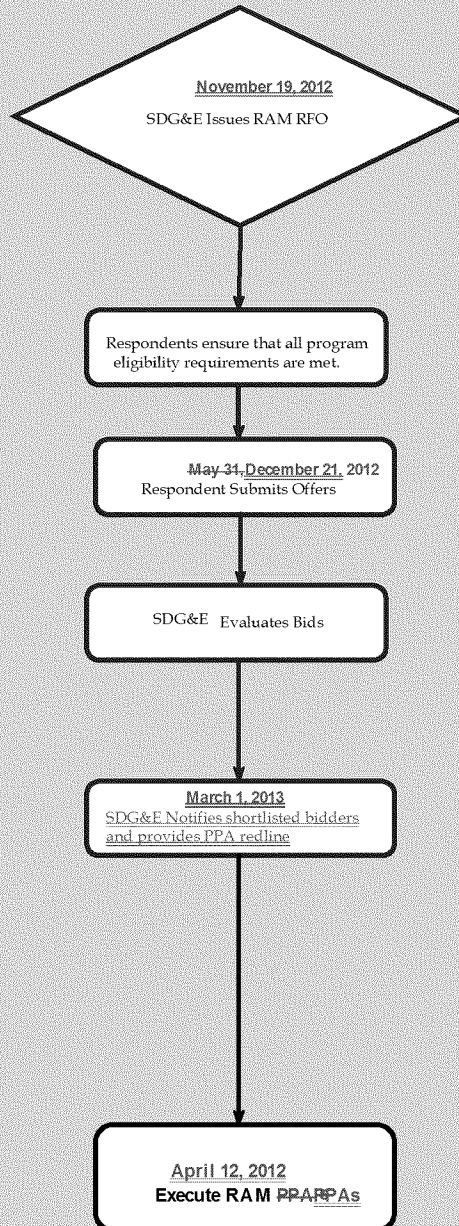 November 19, 2012
SDG&E Issues RAM RFO
Respondents ensure that all program
eligibility requirements are met.
May 31, December 21, 2012
Respondent Submits Offers
SDG&E Evaluates Bids
March 1, 2013
SDG&E Notifies shortlisted bidders
and provides PPA redline
April 12, 2012
Execute RAM PPAPPAs